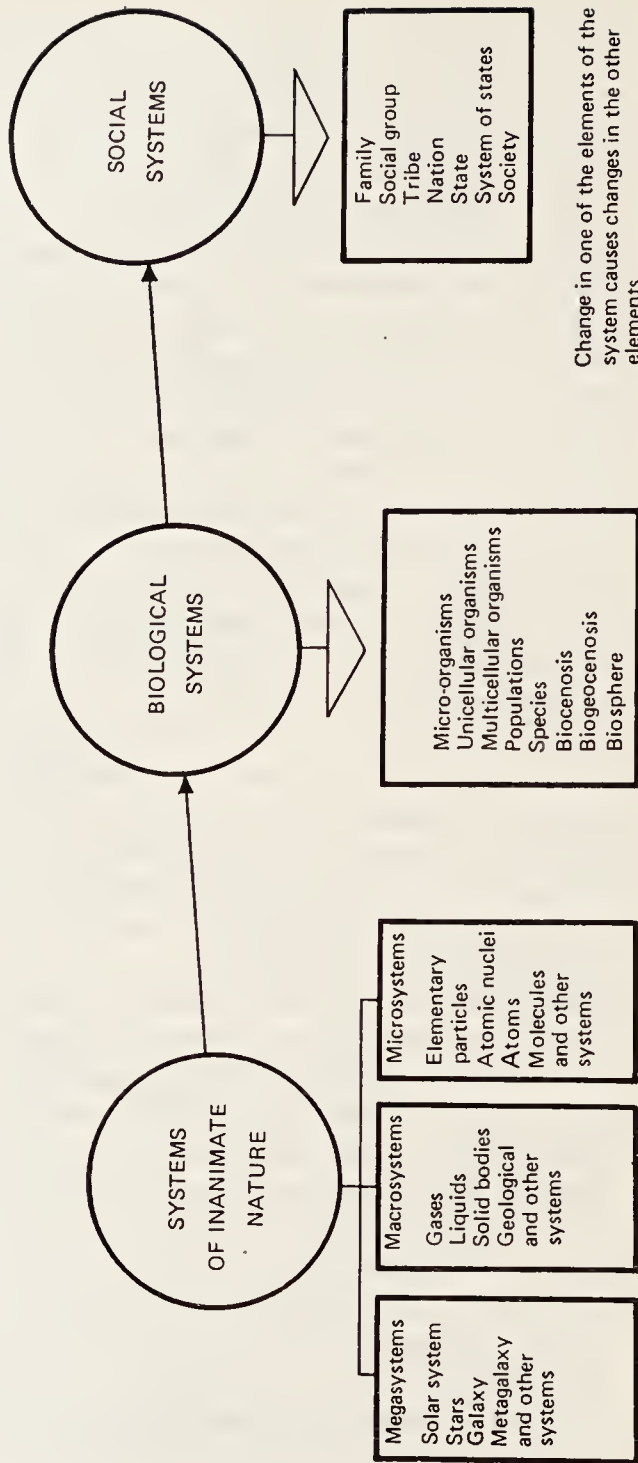 SYSTEMS
OF INANIMATE
NATURE
BIOLOGICAL
SYSTEMS
SOCIAL
SYSTEMS
Megasystems
Solar system
Stars
Galaxy
Metagalaxy
and other
systems
Macrosystems
Gases
Liquids
Solid bodies
Geological
and other
systems
Microsystems
Elementary
particles
Atomic nuclei
Atoms
Molecules
and other
systems
Micro-organisms
Unicellular organisms
Multicellular organisms
Populations
Species
Biocenosis
Biogeocenosis
Biosphere
Family
Social group
Tribe
Nation
State
System of states
Society
Change in one of the elements of the
system causes changes in the other
elements